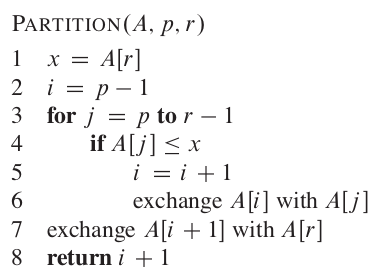 PARTITION(A, p, r)
1 x = A[r]
2 i = p − 1
3 for j = p to r − 1
4 if A[j] ≤ x
5 i = i + 1
6 exchange A[i] with A[j]
7 exchange A[i + 1] with A[r]
8 return i + 1